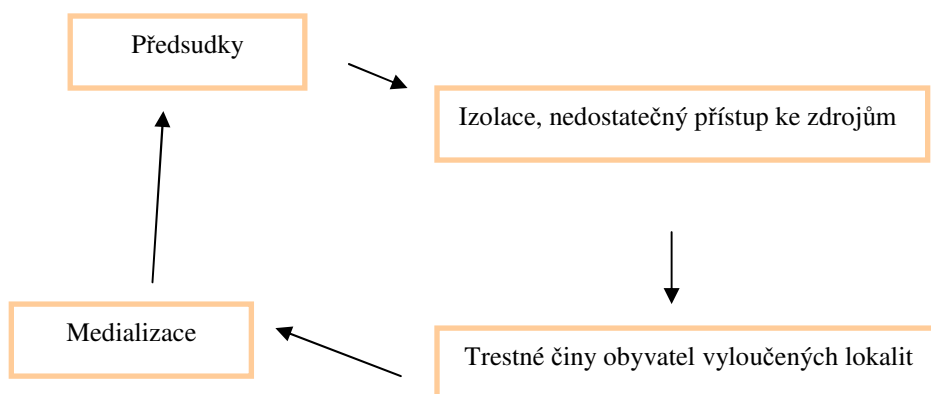 Předsudky
Izolace, nedostatečný přístup ke zdrojům
Medializace
Trestné činy obyvatel vyloučených lokalit